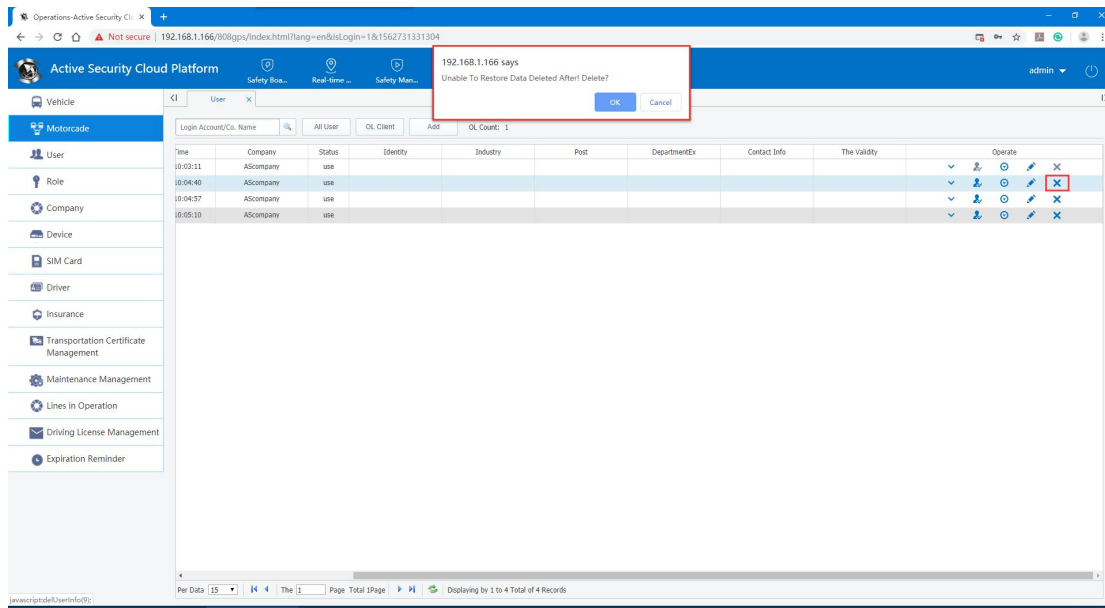 Operations-Active Security Clo
Not secure | 192.168.1.166/808gps/index.html?lang=en&isLogin=1&1562731331304
192.168.1.166 says
Unable To Restore Data Deleted After! Delete?
OK Cancel
Active Security Cloud Platform
Safety Boa... Real-time ... Safety Man...
admin
Vehicle
Motorcade
User
Role
Company
Device
SIM Card
Driver
Insurance
Transportation Certificate
Management
Maintenance Management
Lines in Operation
Driving License Management
Expiration Reminder
User
Login Account/Co. Name All User OL Client Add OL Count: 1
Time Company Status Identity Industry Post DepartmentEx Contact Info The Validity Operate
10:03:11 AScompany use
10:04:40 AScompany use
10:04:57 AScompany use
10:05:10 AScompany use
Per Data 15 The 1 Page Total 1Page Displaying by 1 to 4 Total of 4 Records
javascript:delUserInfo(9);